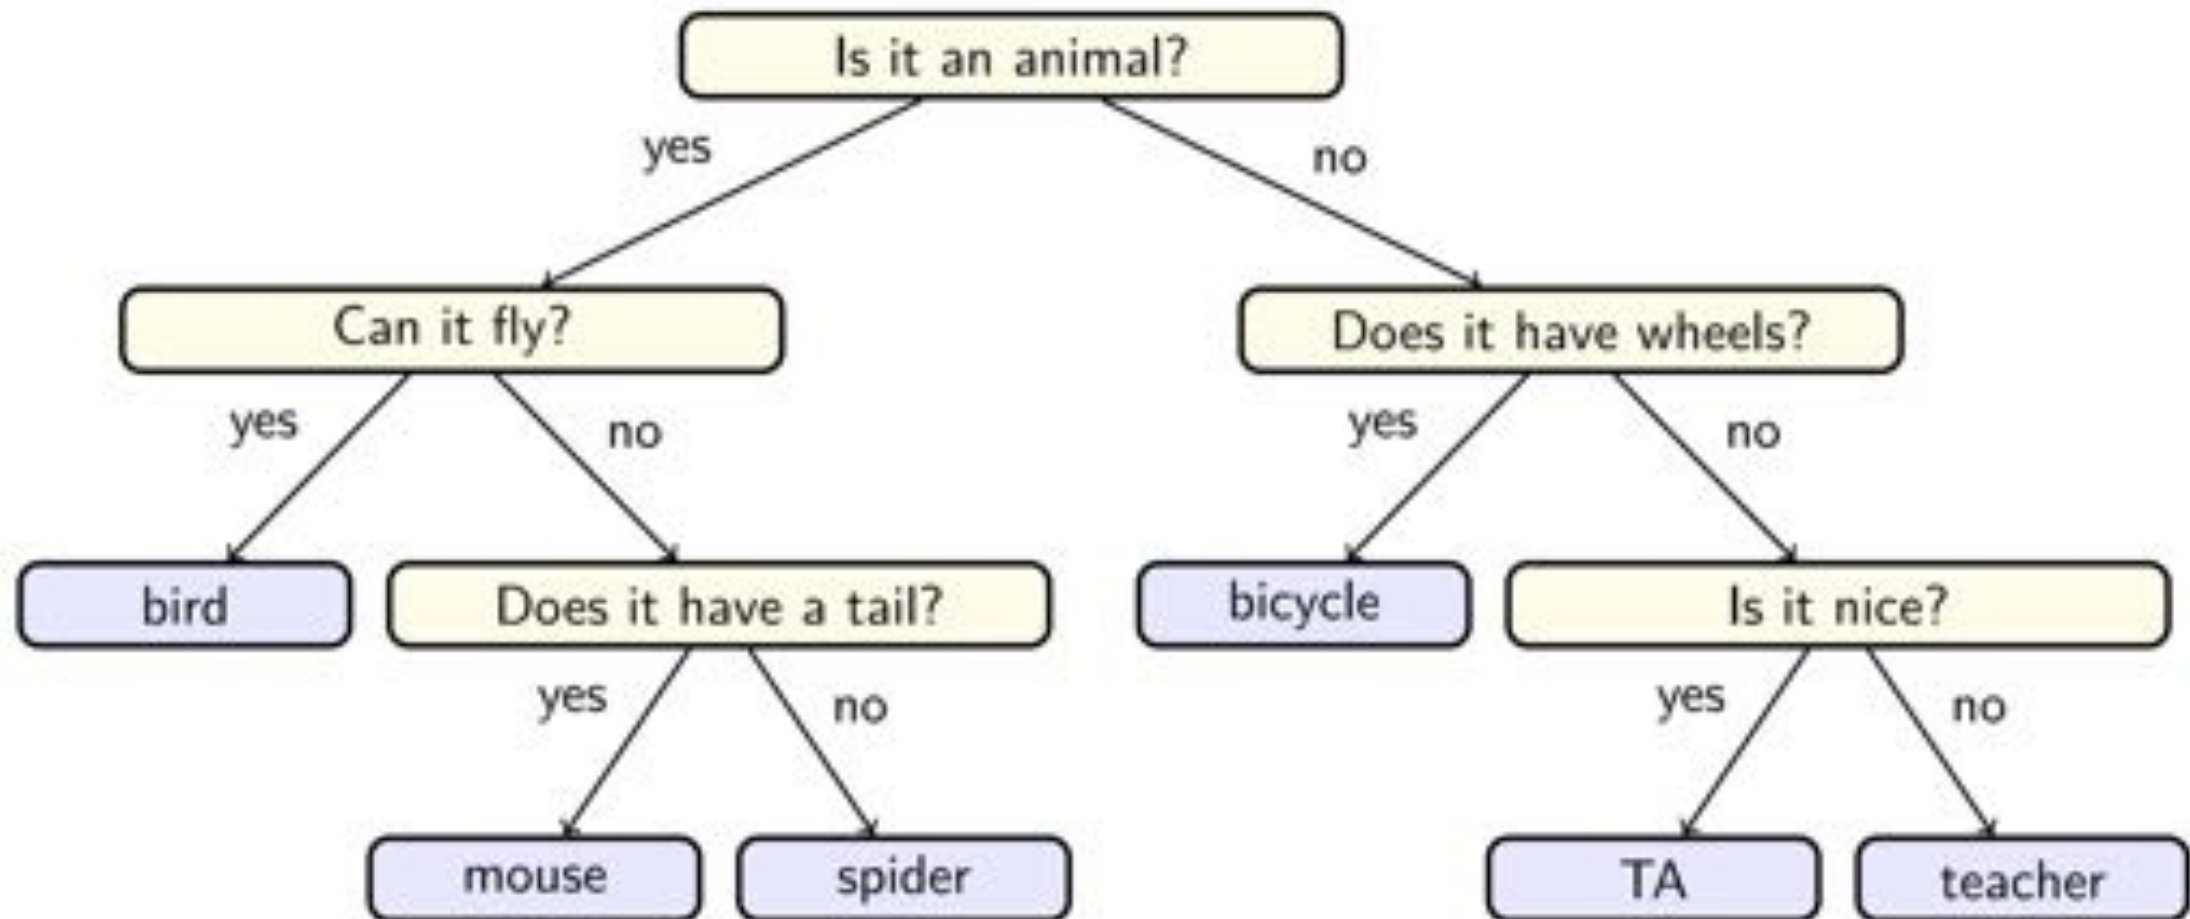 Is it an animal?
yes
no
Can it fly?
Does it have wheels?
yes
no
yes
no
bird
Does it have a tail?
bicycle
Is it nice?
yes
no
yes
no
mouse
spider
TA
teacher